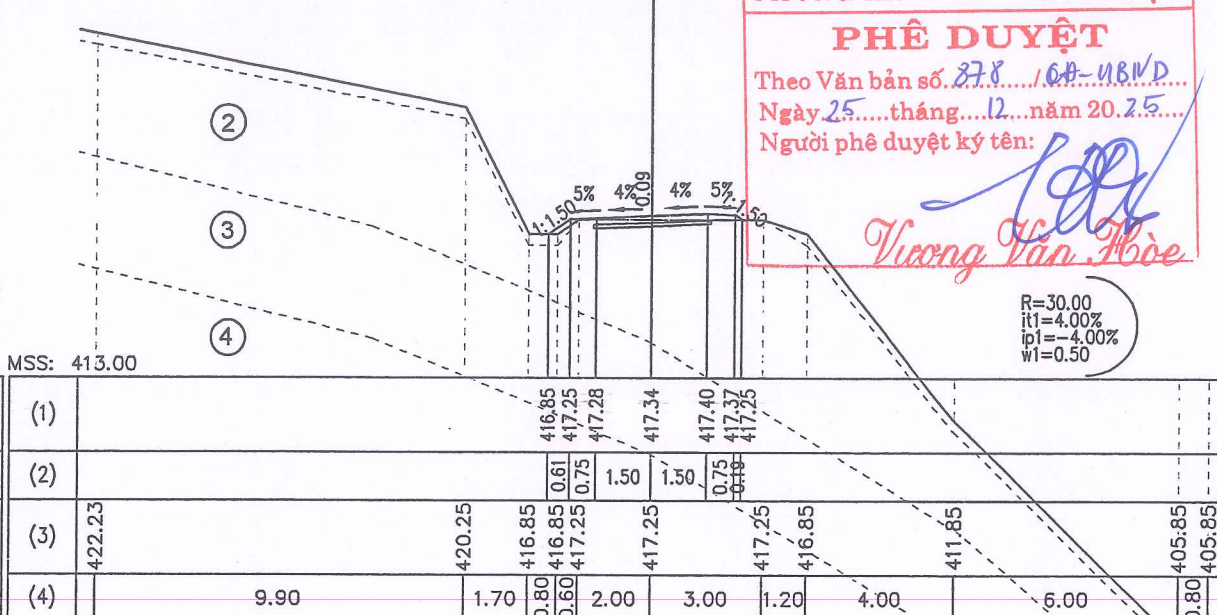 PHÊ DUYỆT
Theo Văn bản số 878 / QĐ-UBND
Ngày 25 tháng 12 năm 2025
Người phê duyệt ký tên:
Vương Văn Hòe
2
3
4
1:1.50 5% 4% 0.09 4% 5% 1:1.50
R=30.00
it1=4.00%
ip1=-4.00%
w1=0.50
MSS: 413.00
(1) 416.85 417.25 417.28 417.34 417.40 417.37 417.25
(2) 0.61 0.75 1.50 1.50 0.75 0.19
(3) 422.23 420.25 416.85 416.85 417.25 417.25 417.25 416.85 411.85 405.85 405.85
(4) 9.90 1.70 0.80 0.60 2.00 3.00 1.20 4.00 6.00 0.80